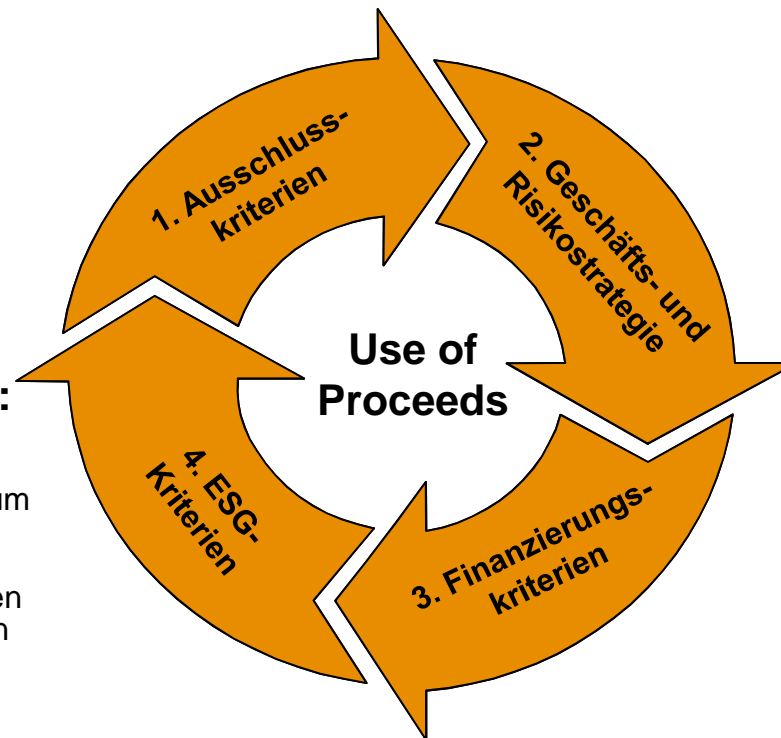 1. Ausschluss-
kriterien
2. Geschäfts- und
Risikostrategie
Use of
Proceeds
3. Finanzierungs-
kriterien
4. ESG-
Kriterien
: